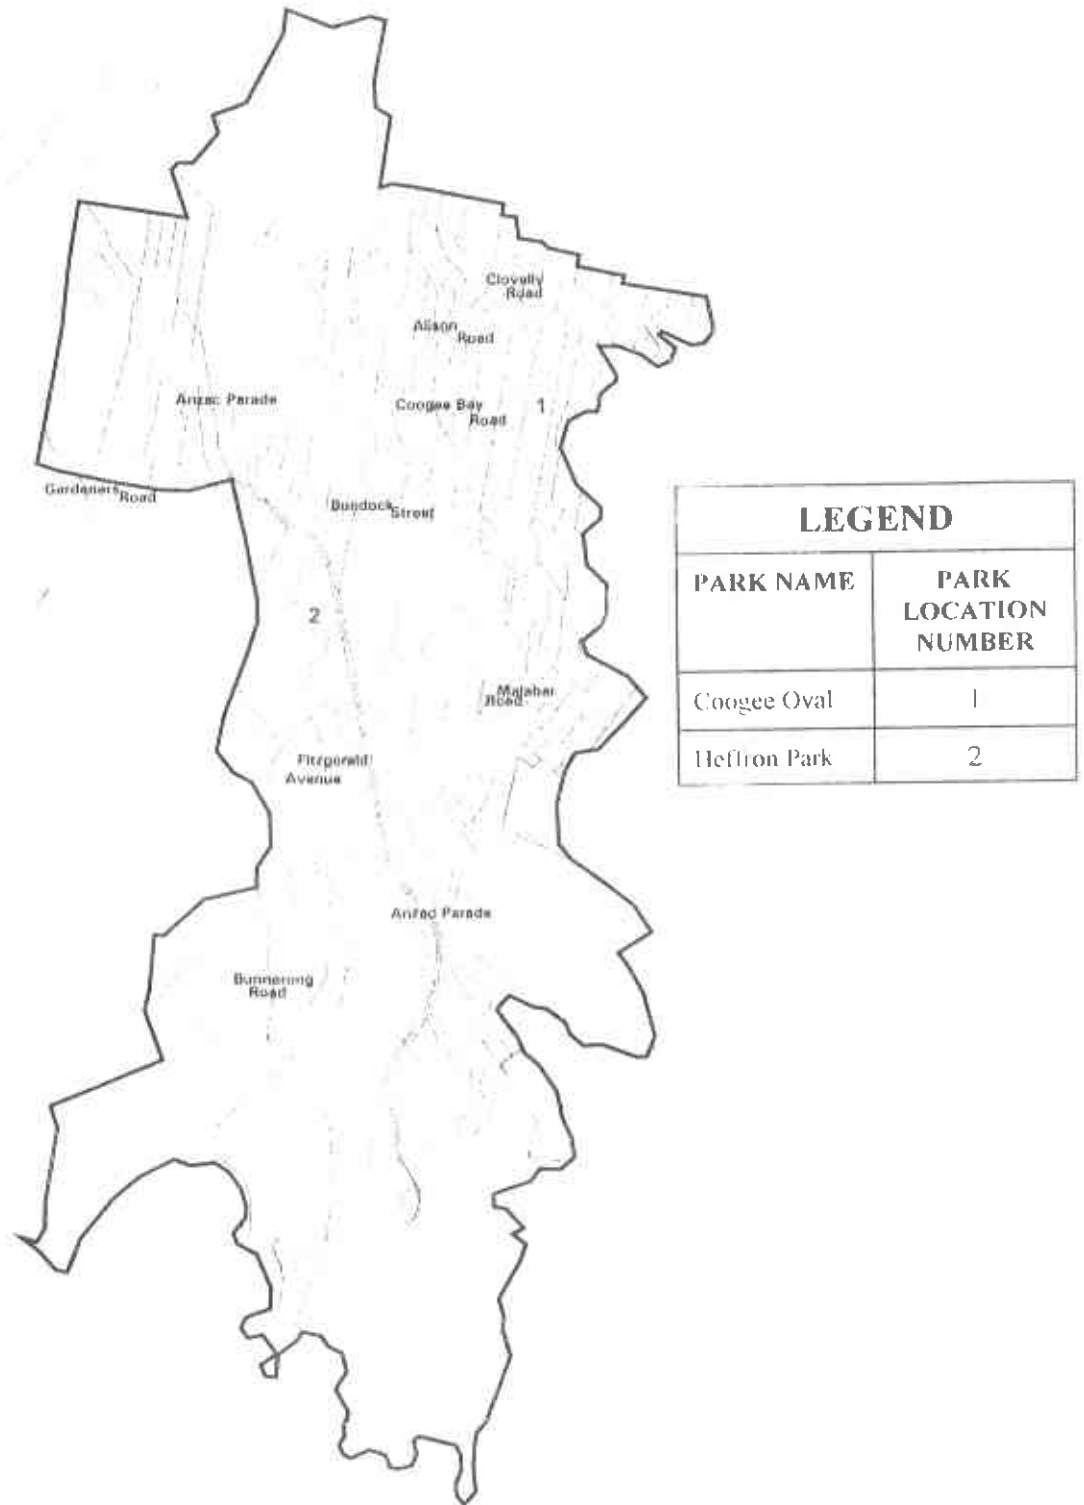 Clovelly
Road
Alison
Road
Anzac Parade
Coogee Bay
Road
1
Gardeners Road
Bundock Street
2
Malabar
Road
Fitzgerald
Avenue
Anzac Parade
Bunnerong
Road
LEGEND
PARK NAME
PARK
LOCATION
NUMBER
Coogee Oval
1
Heffron Park
2